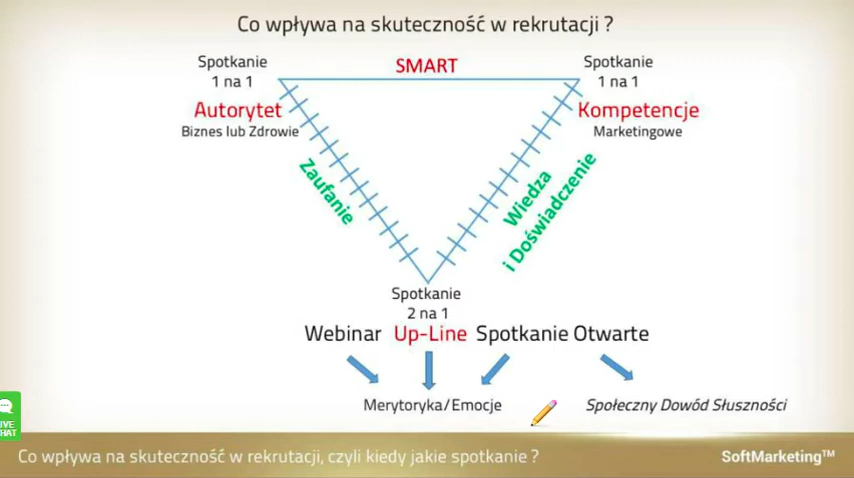 Co wpływa na skuteczność w rekrutacji ?
Spotkanie
1 na 1
SMART
Spotkanie
1 na 1
Autorytet
Biznes lub Zdrowie
Kompetencje
Marketingowe
Zaufanie
Wiedza
i Doświadczenie
Spotkanie
2 na 1
Webinar Up-Line Spotkanie Otwarte
Merytoryka/Emocje
Społeczny Dowód Słuszności
Co wpływa na skuteczność w rekrutacji, czyli kiedy jakie spotkanie ?
SoftMarketing™